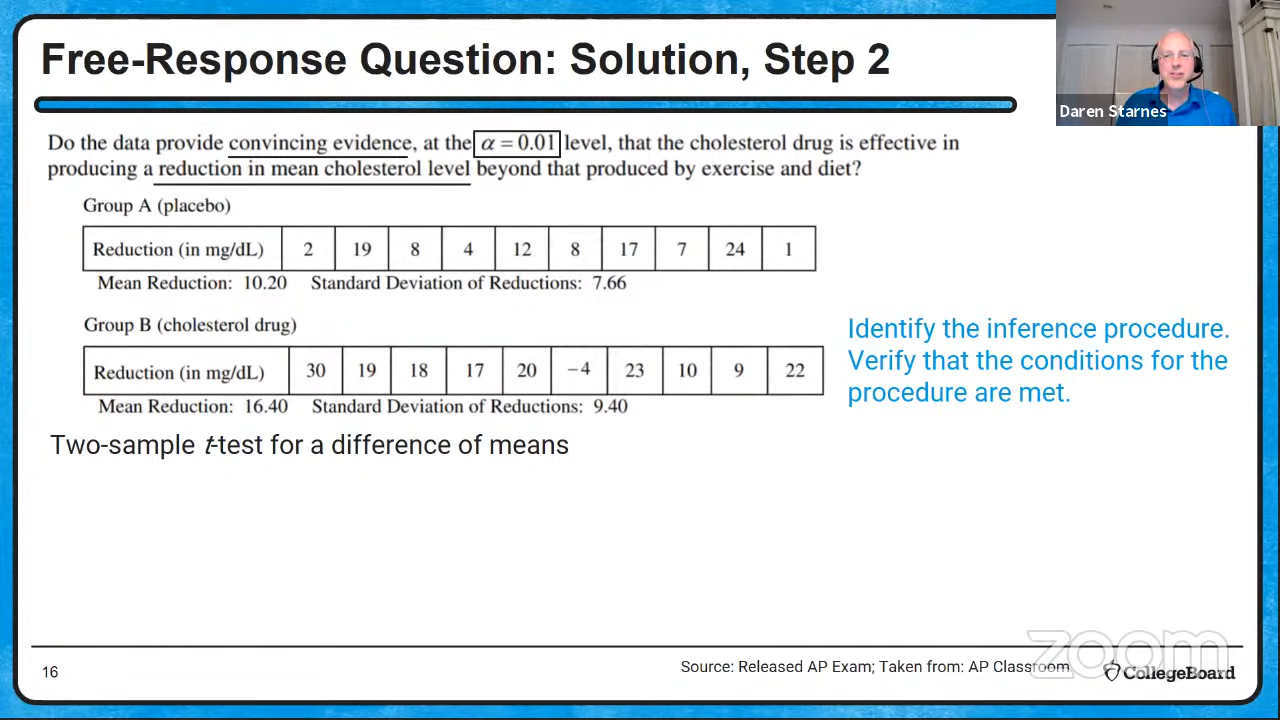 Free-Response Question: Solution, Step 2
Daren Starnes
Do the data provide convincing evidence, at the α = 0.01 level, that the cholesterol drug is effective in
producing a reduction in mean cholesterol level beyond that produced by exercise and diet?
Group A (placebo)
Reduction (in mg/dL) 2 19 8 4 12 8 17 7 24 1
Mean Reduction: 10.20 Standard Deviation of Reductions: 7.66
Group B (cholesterol drug)
Reduction (in mg/dL) 30 19 18 17 20 −4 23 10 9 22
Mean Reduction: 16.40 Standard Deviation of Reductions: 9.40
Identify the inference procedure.
Verify that the conditions for the
procedure are met.
Two-sample t-test for a difference of means
zoom
16
Source: Released AP Exam; Taken from: AP Classroom
CollegeBoard